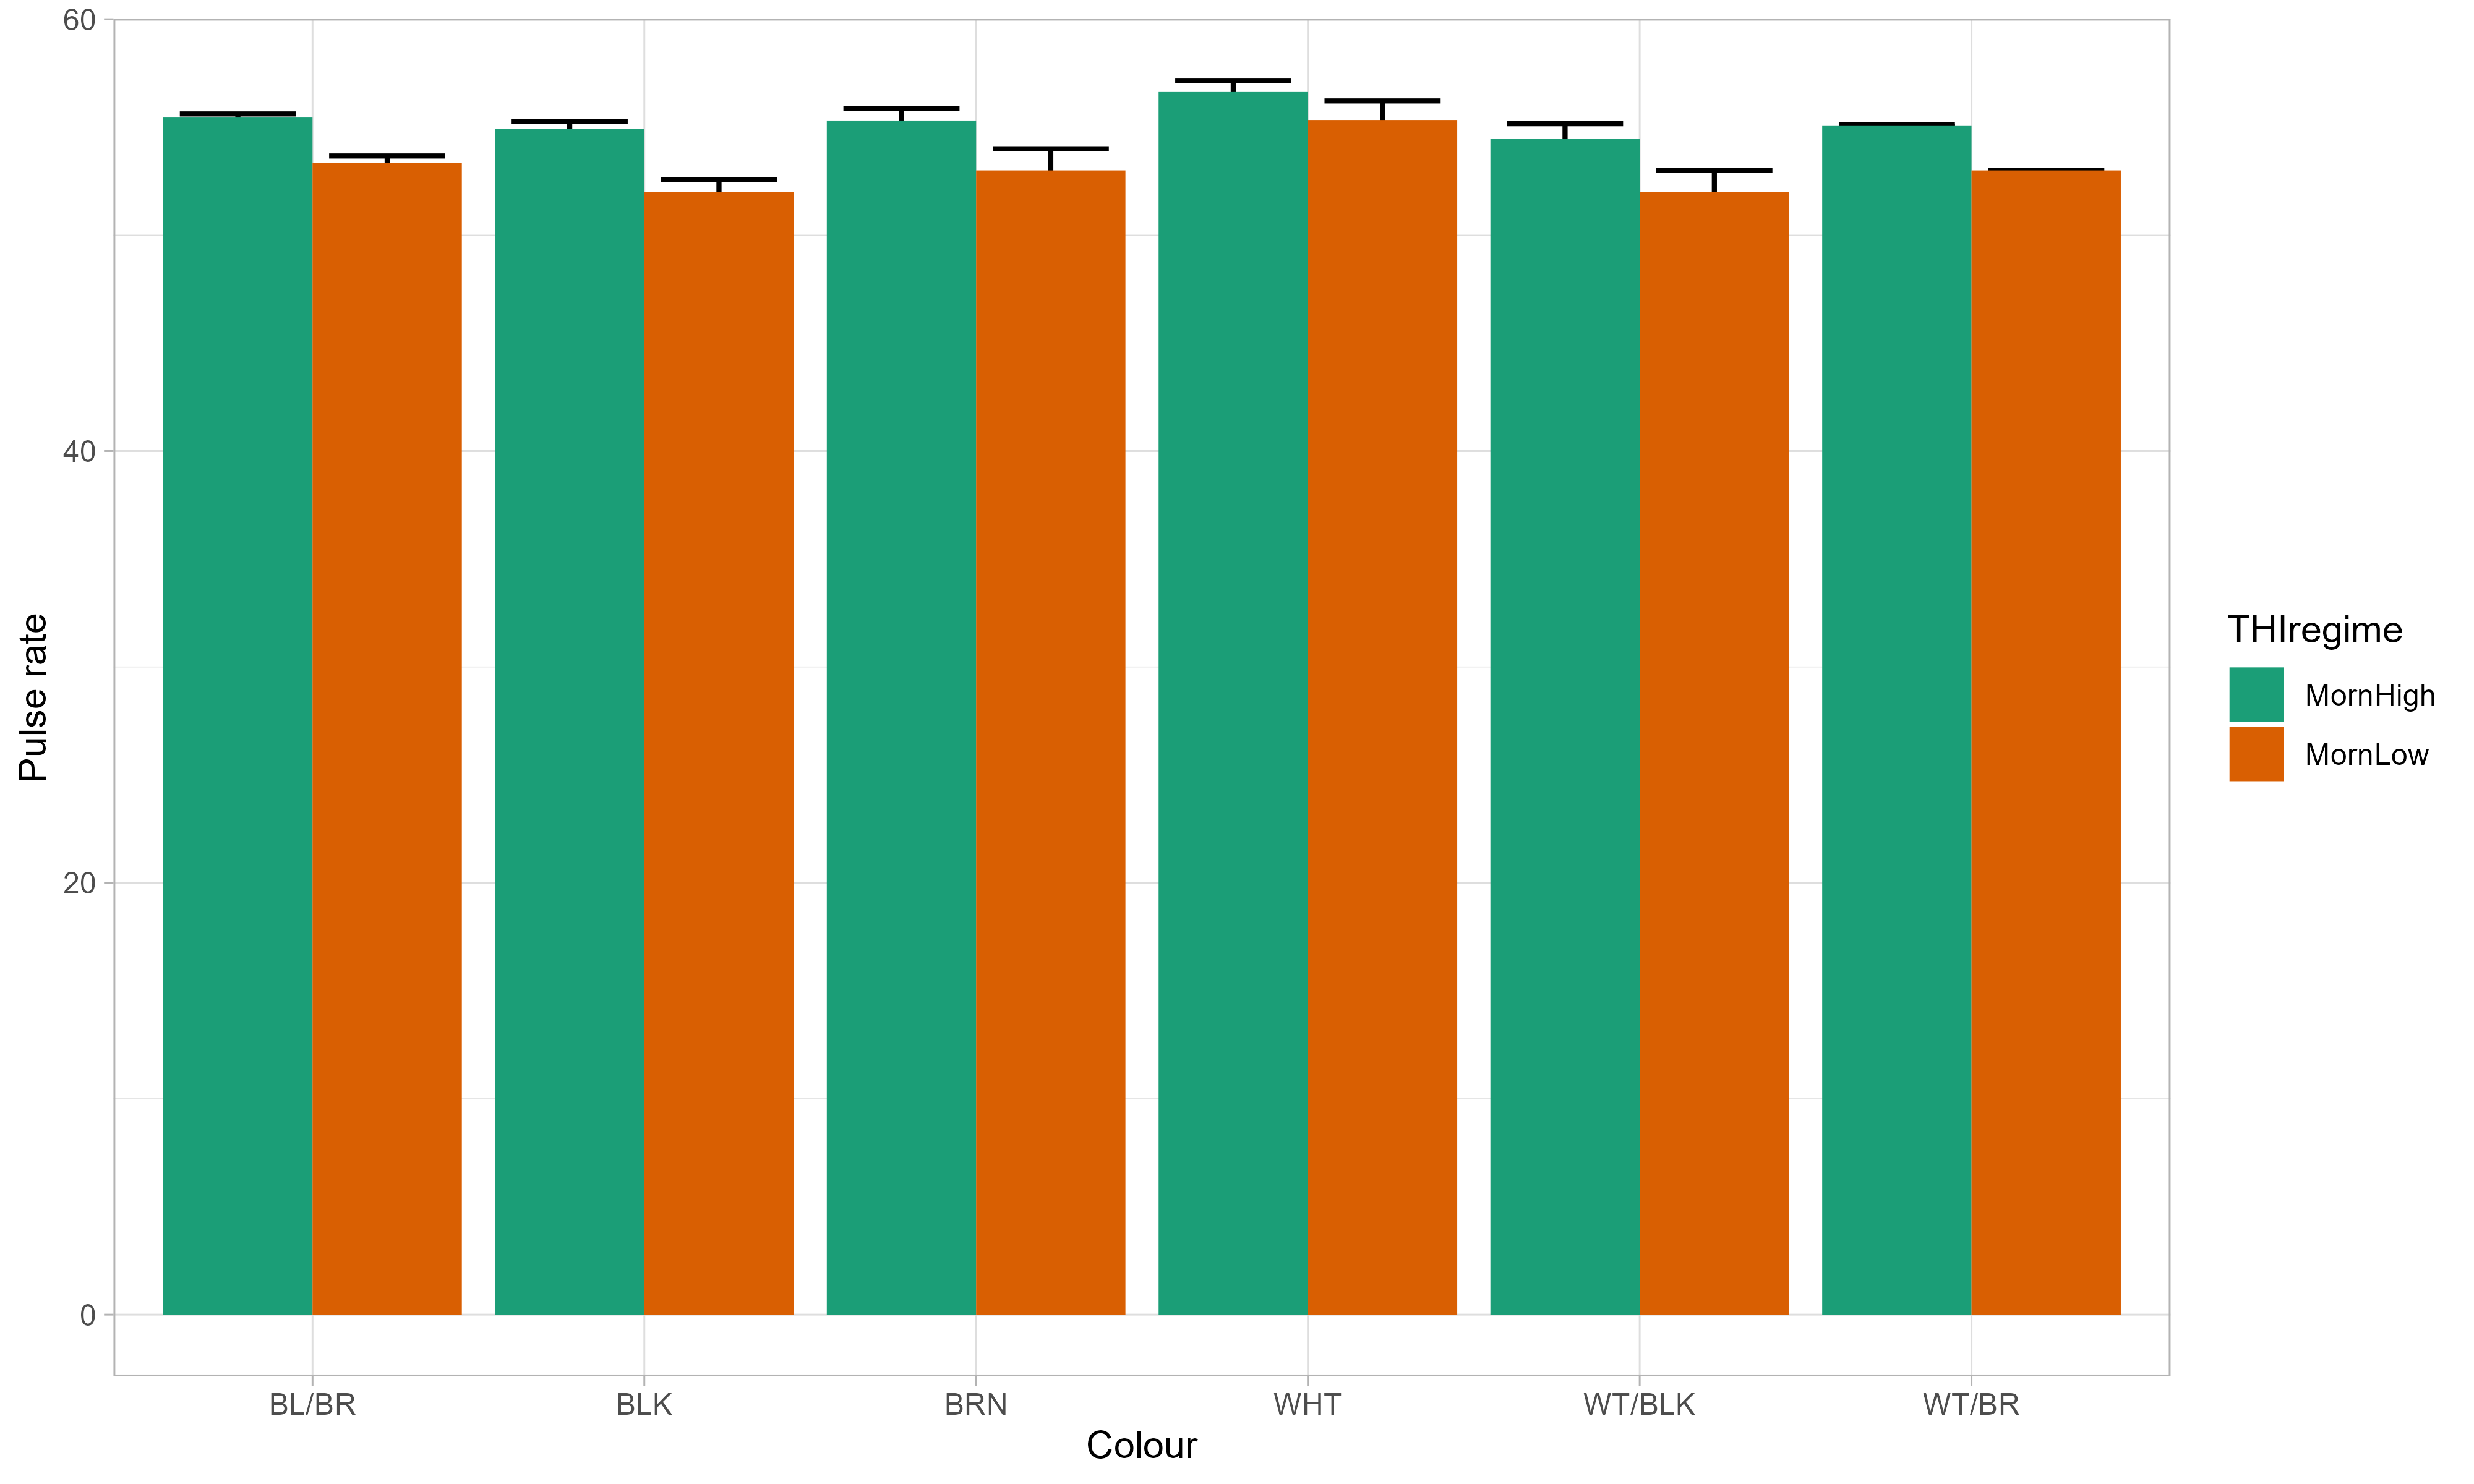 60
40
20
0
Pulse rate
BL/BR BLK BRN WHT WT/BLK WT/BR
Colour
THIregime
MornHigh
MornLow